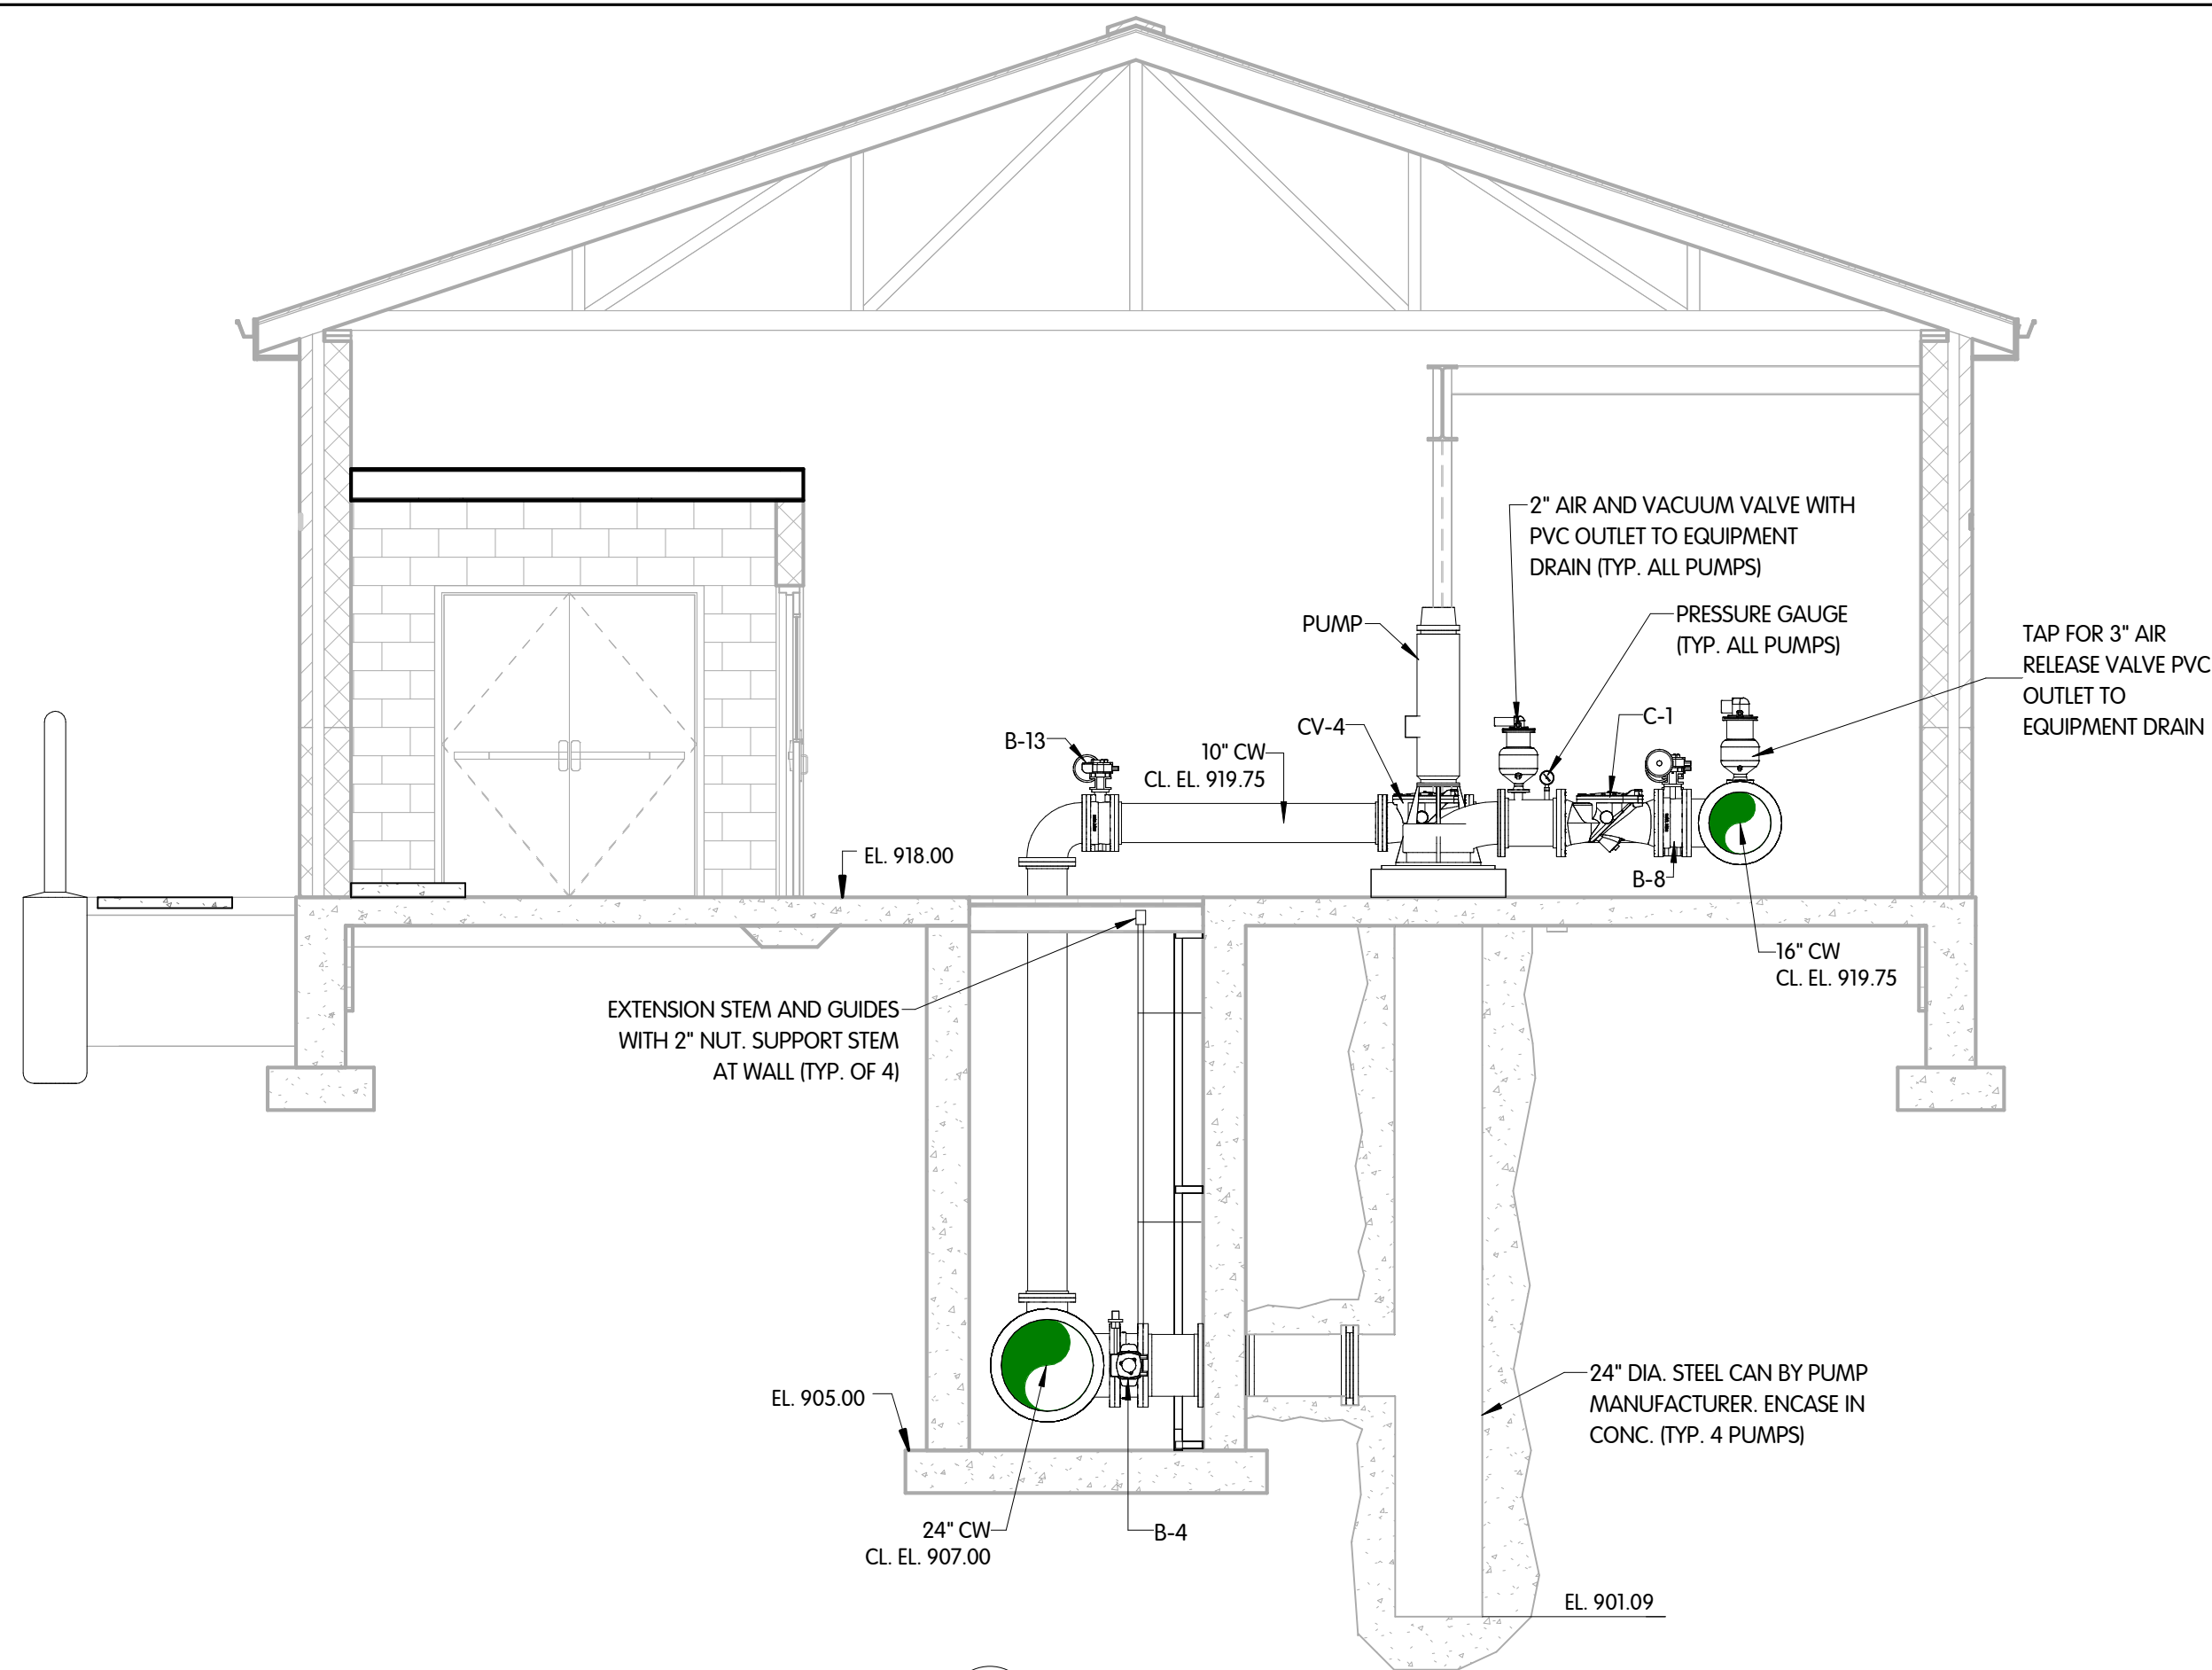 2" AIR AND VACUUM VALVE WITH
PVC OUTLET TO EQUIPMENT
DRAIN (TYP. ALL PUMPS)
PUMP
PRESSURE GAUGE
(TYP. ALL PUMPS)
TAP FOR 3" AIR
RELEASE VALVE PVC
OUTLET TO
EQUIPMENT DRAIN
B-13
10" CW
CL. EL. 919.75
CV-4
C-1
EL. 918.00
B-8
16" CW
CL. EL. 919.75
EXTENSION STEM AND GUIDES
WITH 2" NUT. SUPPORT STEM
AT WALL (TYP. OF 4)
EL. 905.00
24" DIA. STEEL CAN BY PUMP
MANUFACTURER. ENCASE IN
CONC. (TYP. 4 PUMPS)
24" CW
CL. EL. 907.00
B-4
EL. 901.09